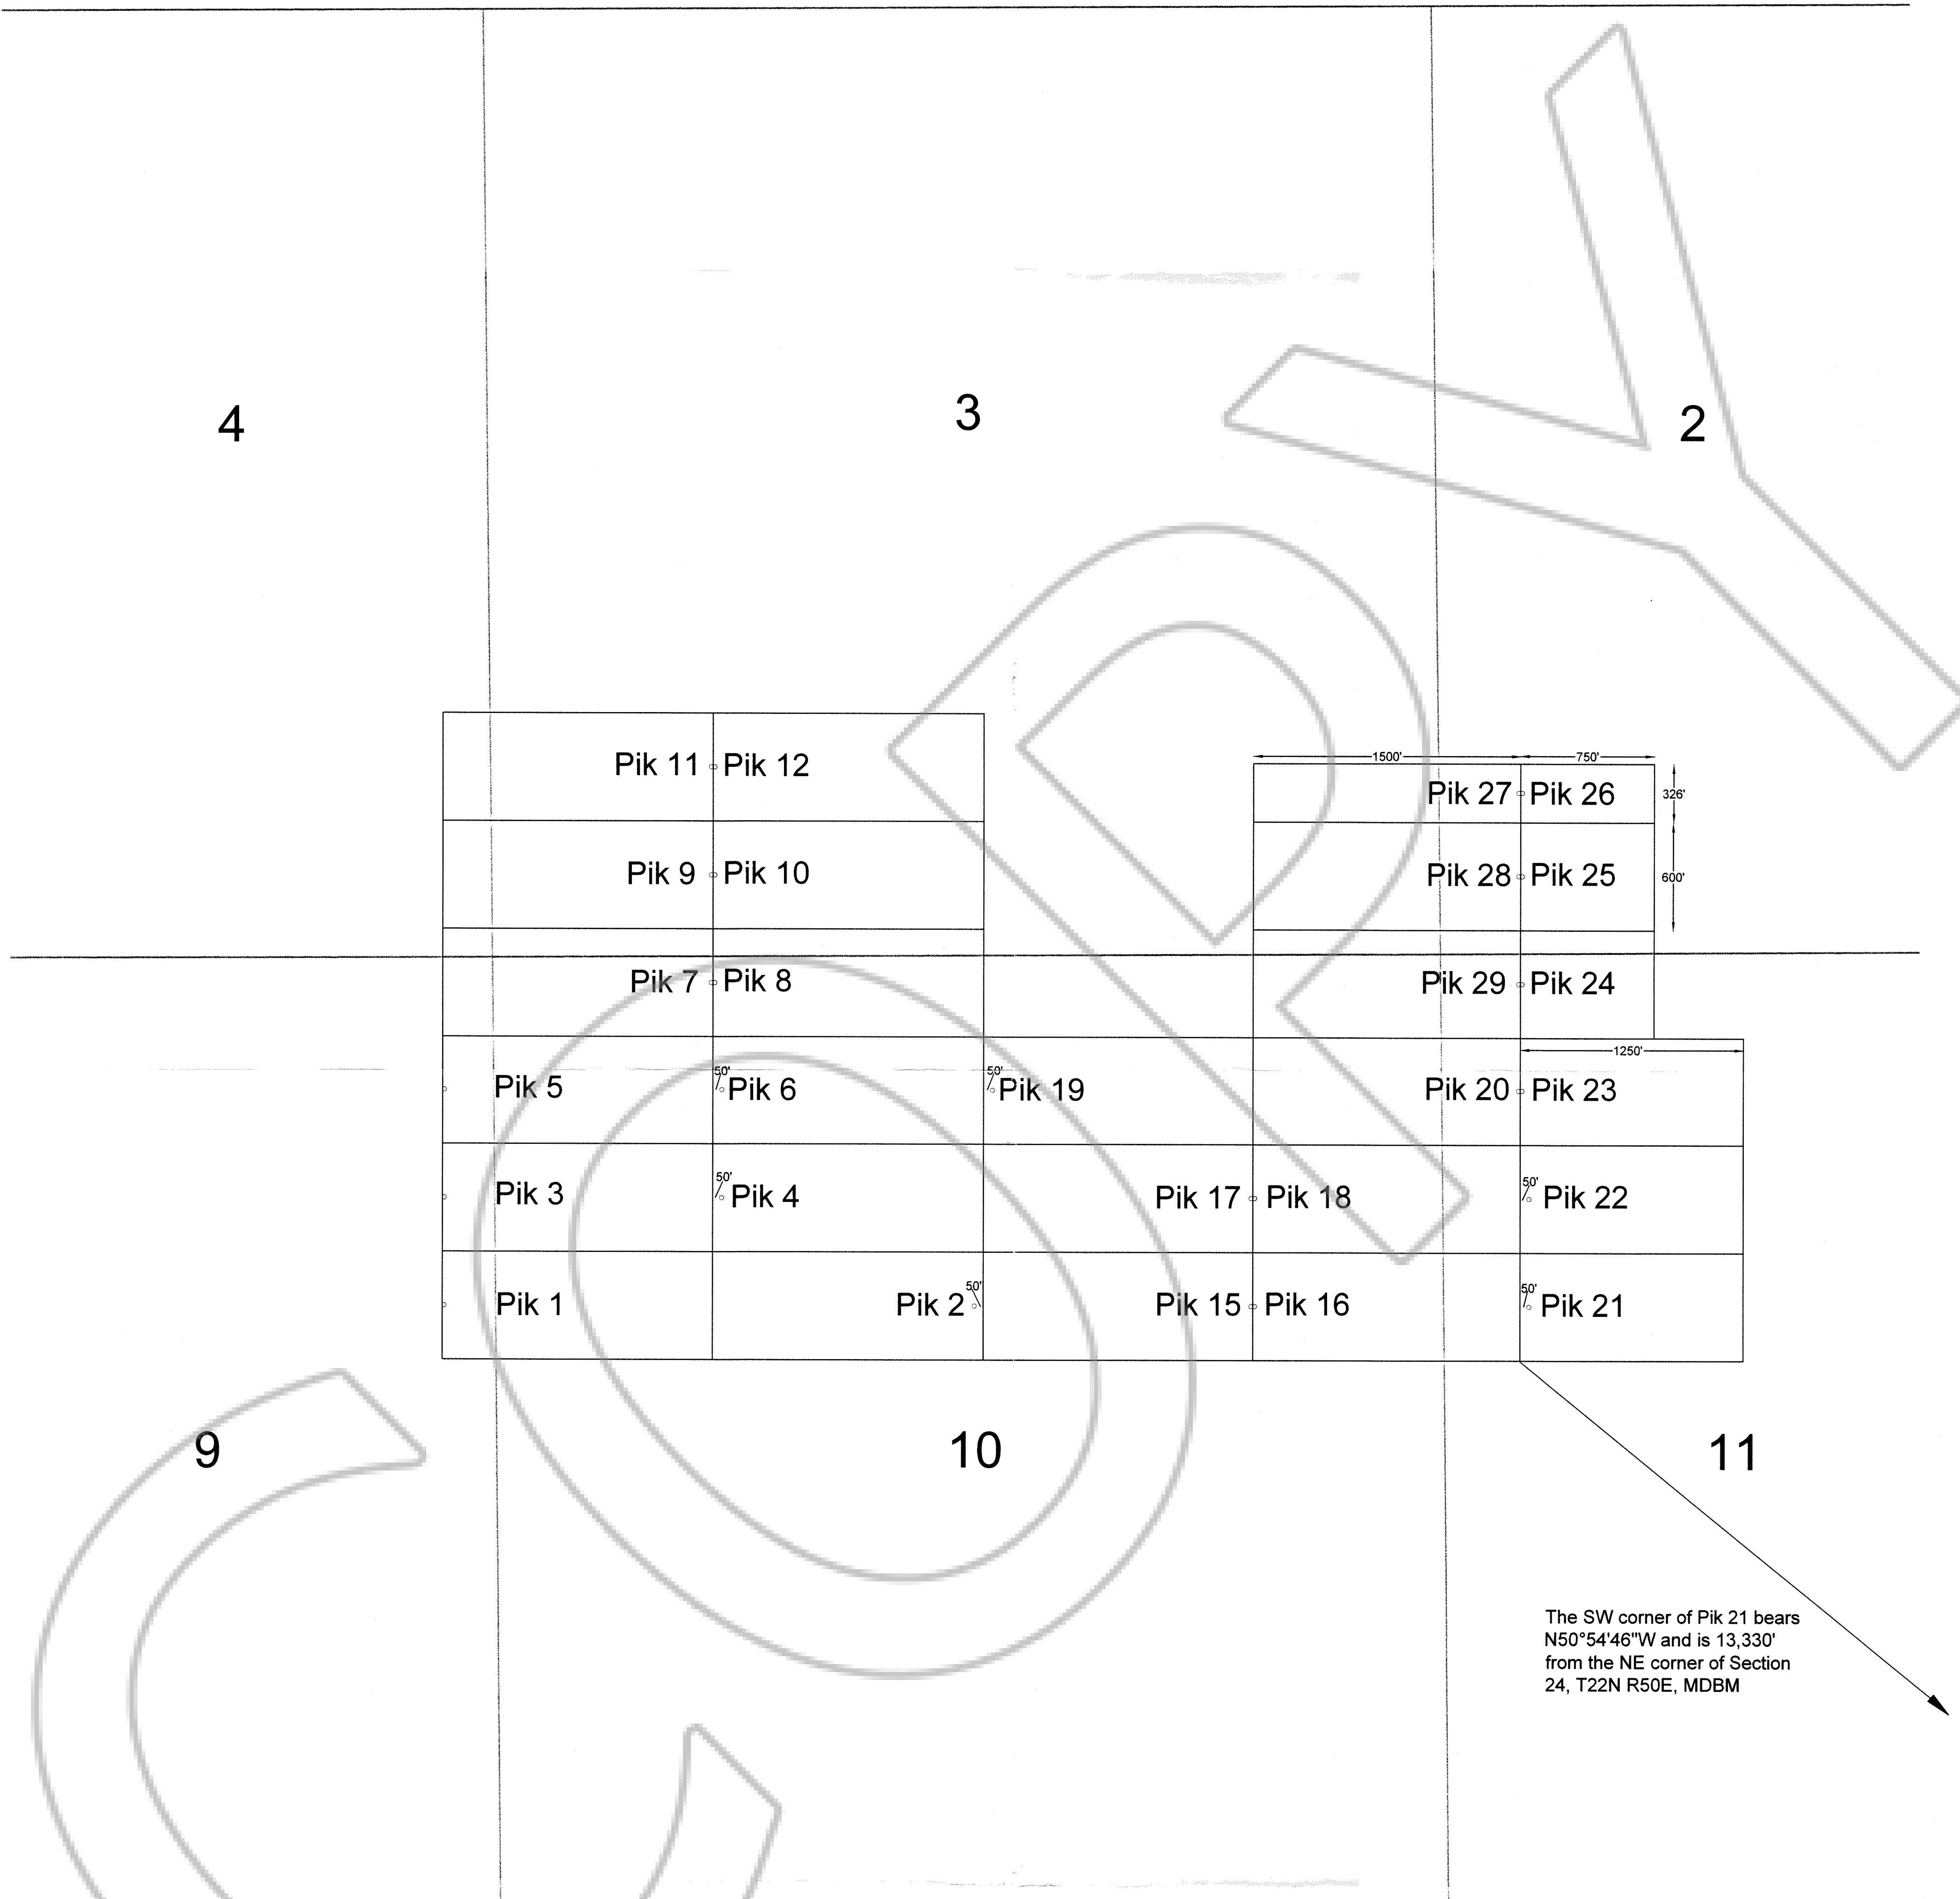 4
3
2
Pik 11
Pik 12
1500'
750'
Pik 27
Pik 26
326'
Pik 9
Pik 10
Pik 28
Pik 25
600'
Pik 7
Pik 8
Pik 29
Pik 24
1250'
Pik 5
50'
Pik 6
50'
Pik 19
Pik 20
Pik 23
Pik 3
50'
Pik 4
Pik 17
Pik 18
50'
Pik 22
Pik 1
Pik 2
50'
Pik 15
Pik 16
50'
Pik 21
9
10
11
The SW corner of Pik 21 bears
N50°54'46"W and is 13,330'
from the NE corner of Section
24, T22N R50E, MDBM
COPY